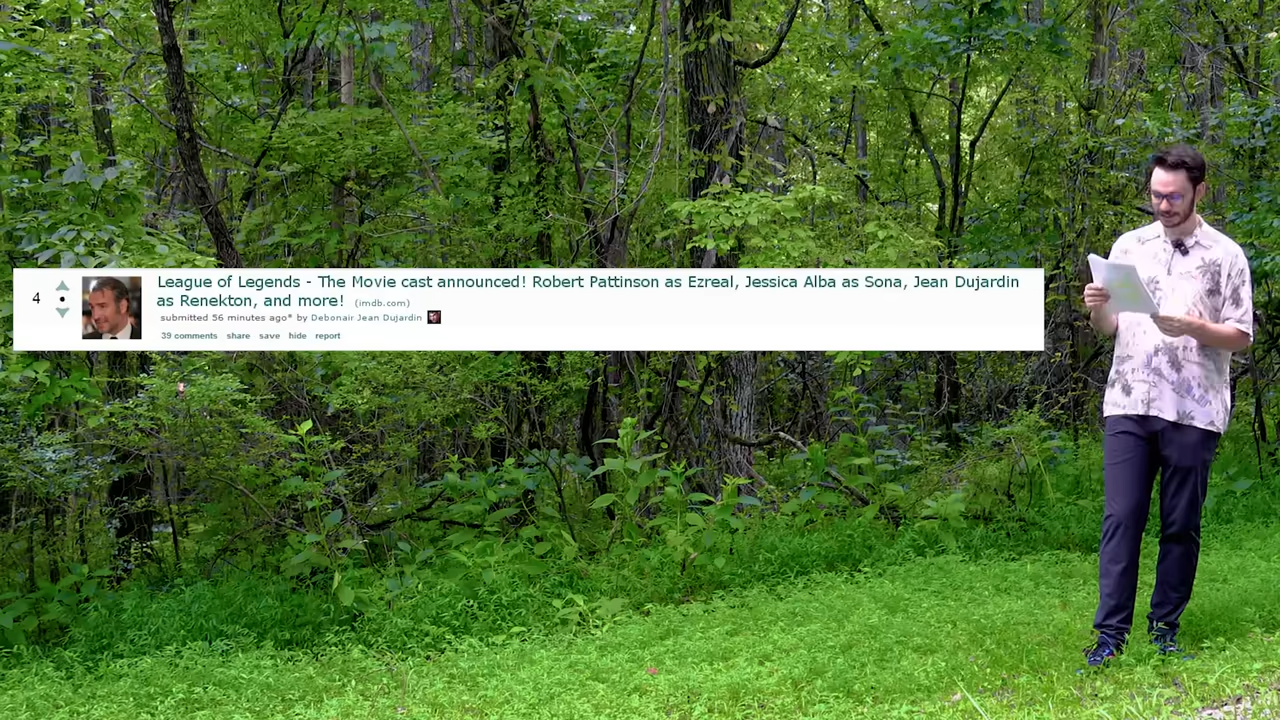 4
League of Legends - The Movie cast announced! Robert Pattinson as Ezreal, Jessica Alba as Sona, Jean Dujardin
as Renekton, and more! (imdb.com)
submitted 56 minutes ago* by Debonair Jean Dujardin
39 comments share save hide report